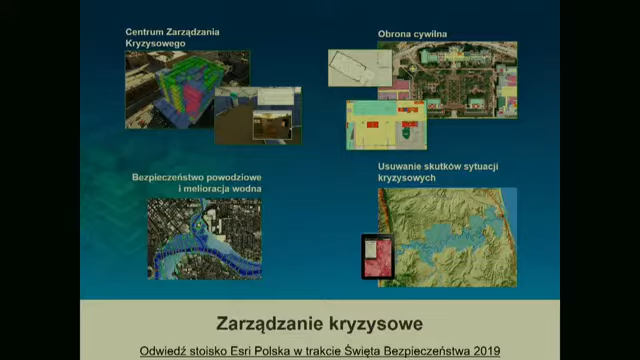 Centrum Zarządzania
Kryzysowego
Obrona cywilna
Bezpieczeństwo powodziowe
i melioracja wodna
Usuwanie skutków sytuacji
kryzysowych
Zarządzanie kryzysowe
Odwiedź stoisko Esri Polska w trakcie Święta Bezpieczeństwa 2019